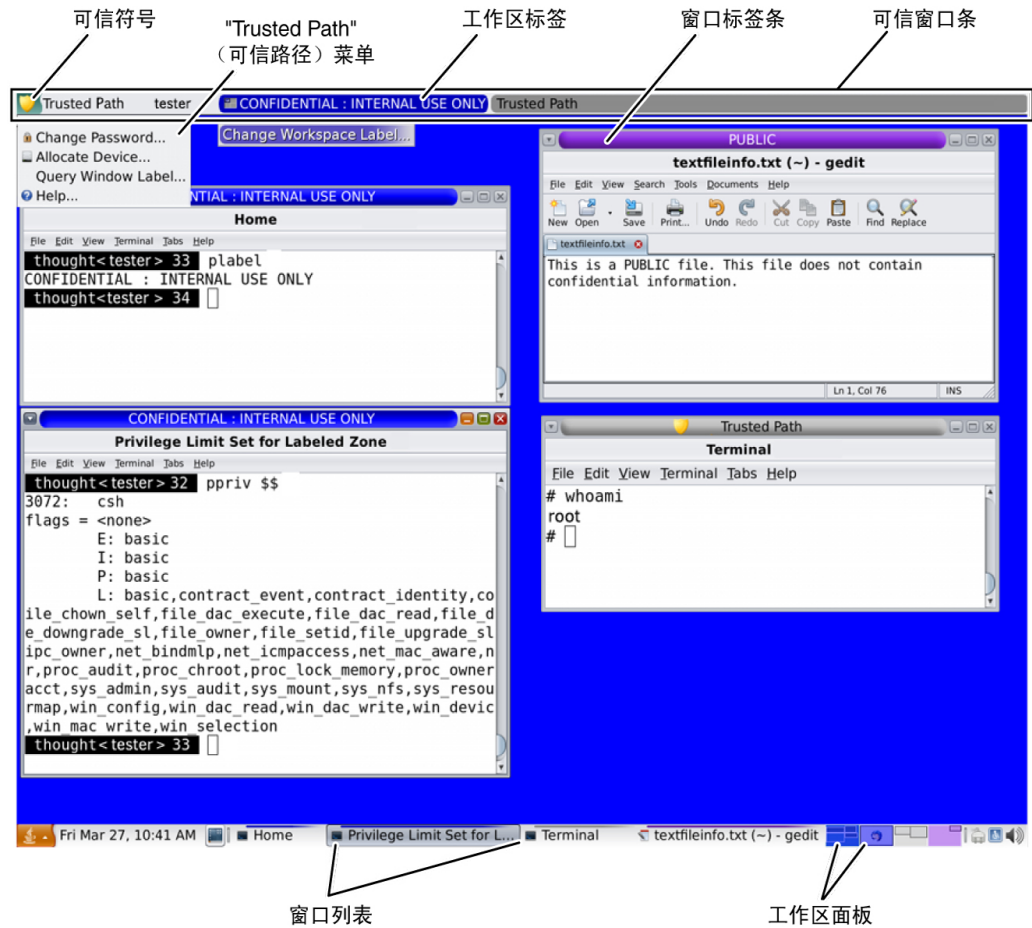 可信符号
"Trusted Path"
（可信路径）菜单
工作区标签
窗口标签条
可信窗口条
Trusted Path tester CONFIDENTIAL : INTERNAL USE ONLY Trusted Path
Change Password...
Allocate Device...
Query Window Label...
Help...
Change Workspace Label...
NTIAL : INTERNAL USE ONLY
Home
File Edit View Terminal Tabs Help
thought<tester> 33 plabel
CONFIDENTIAL : INTERNAL USE ONLY
thought<tester > 34
PUBLIC
textfileinfo.txt (~) - gedit
File Edit View Search Tools Documents Help
New Open Save Print... Undo Redo Cut Copy Paste Find Replace
textfileinfo.txt
This is a PUBLIC file. This file does not contain
confidential information.
Ln 1, Col 76 INS
CONFIDENTIAL : INTERNAL USE ONLY
Privilege Limit Set for Labeled Zone
File Edit View Terminal Tabs Help
thought<tester> 32 ppriv $$
3072: csh
flags = <none>
E: basic
I: basic
P: basic
L: basic,contract_event,contract_identity,co
ile_chown_self,file_dac_execute,file_dac_read,file_d
e_downgrade_sl,file_owner,file_setid,file_upgrade_sl
ipc_owner,net_bindmlp,net_icmpaccess,net_mac_aware,n
r,proc_audit,proc_chroot,proc_lock_memory,proc_owner
acct,sys_admin,sys_audit,sys_mount,sys_nfs,sys_resou
rmap,win_config,win_dac_read,win_dac_write,win_devic
,win_mac_write,win_selection
thought<tester> 33
Trusted Path
Terminal
File Edit View Terminal Tabs Help
# whoami
root
#
Fri Mar 27, 10:41 AM Home Privilege Limit Set for L... Terminal textfileinfo.txt (~) - gedit
窗口列表
工作区面板